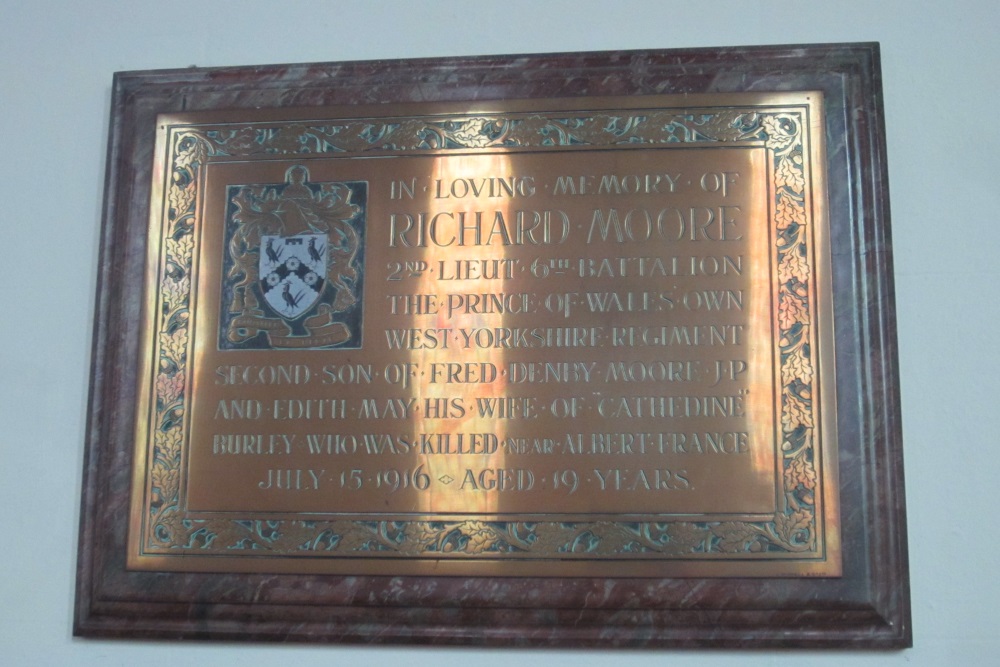 IN · LOVING · MEMORY · OF
RICHARD · MOORE
2ND · LIEUT · 6TH · BATTALION
THE · PRINCE · OF · WALES' OWN
WEST · YORKSHIRE · REGIMENT
SECOND · SON · OF · FRED · DENBY · MOORE · J·P
AND · EDITH · MAY · HIS · WIFE · OF · "CATHEDINE"
BURLEY · WHO · WAS · KILLED · NEAR · ALBERT · FRANCE
JULY · 15 · 1916 · AGED · 19 · YEARS.